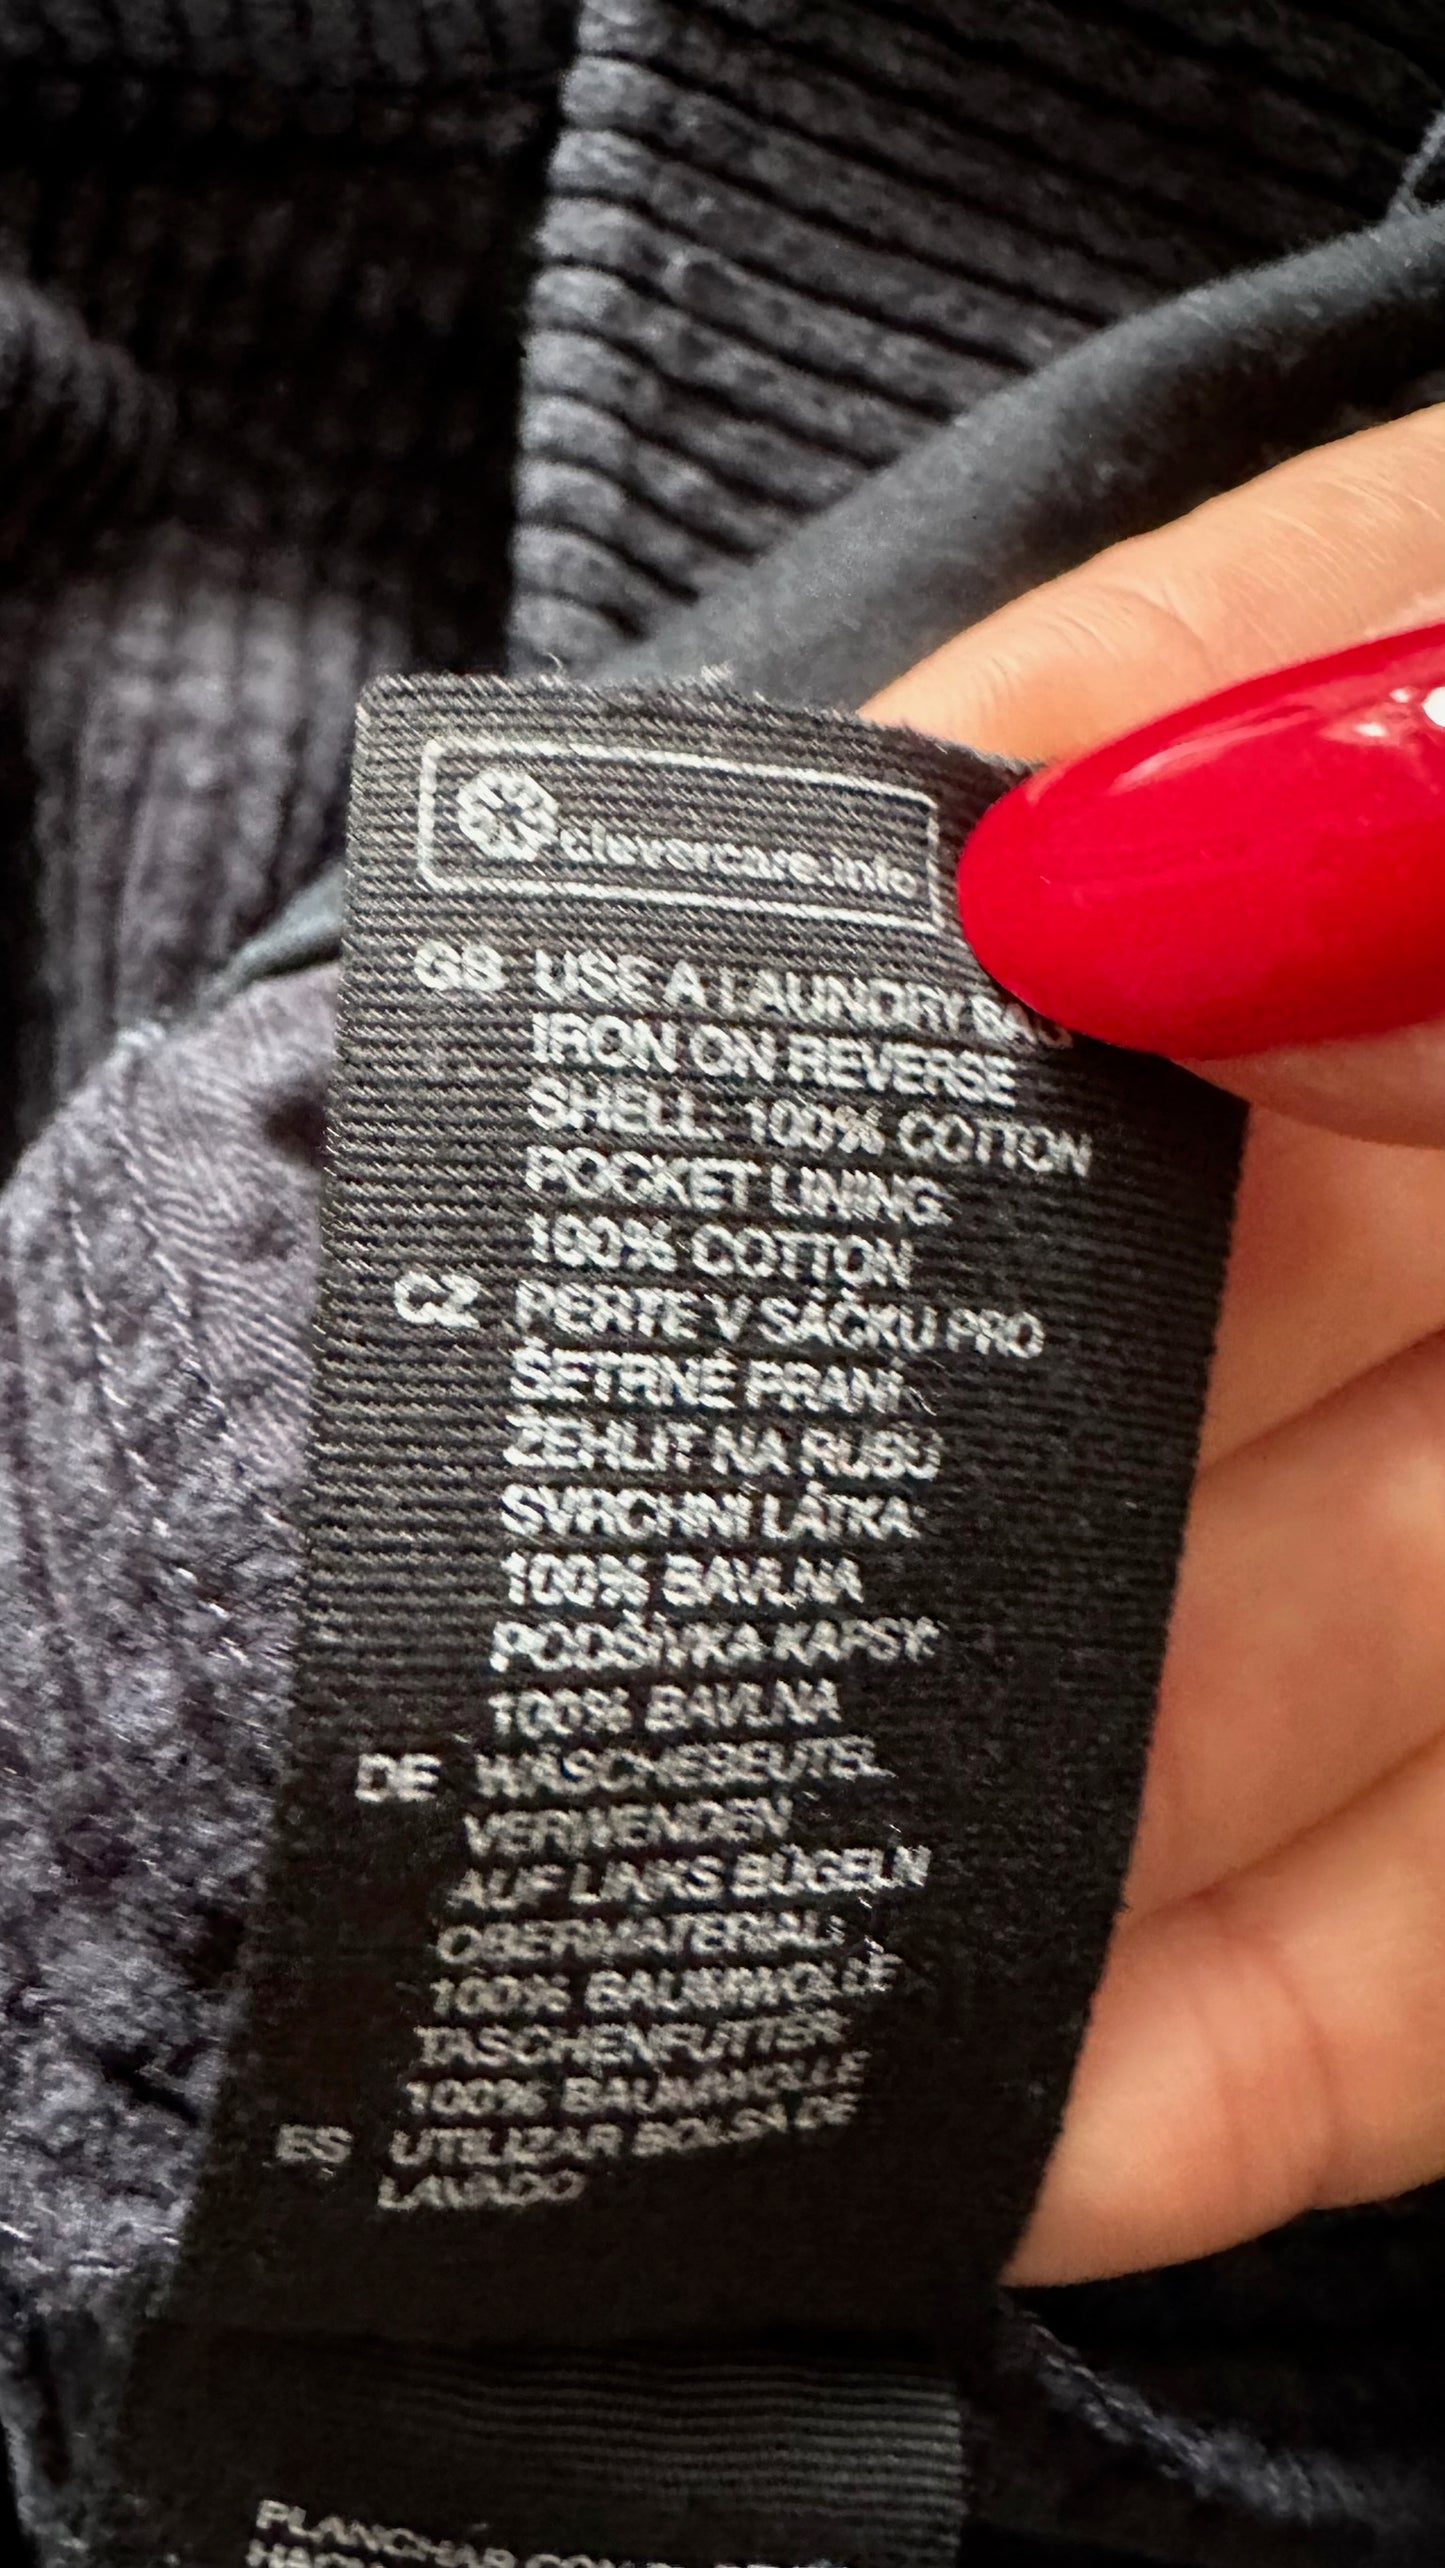 clevercare.info
GB USE A LAUNDRY BAG
IRON ON REVERSE
SHELL: 100% COTTON
POCKET LINING:
100% COTTON
CZ PERTE V SÁČKU PRO
ŠETRNÉ PRANÍ
ŽEHLIT NA RUBU
SVRCHNÍ LÁTKA:
100% BAVLNA
PODŠÍVKA KAPSY:
100% BAVLNA
DE WÄSCHEBEUTEL
VERWENDEN
AUF LINKS BÜGELN
OBERMATERIAL:
100% BAUMWOLLE
TASCHENFUTTER:
100% BAUMWOLLE
ES UTILIZAR BOLSA DE
LAVADO
PLANCHAR